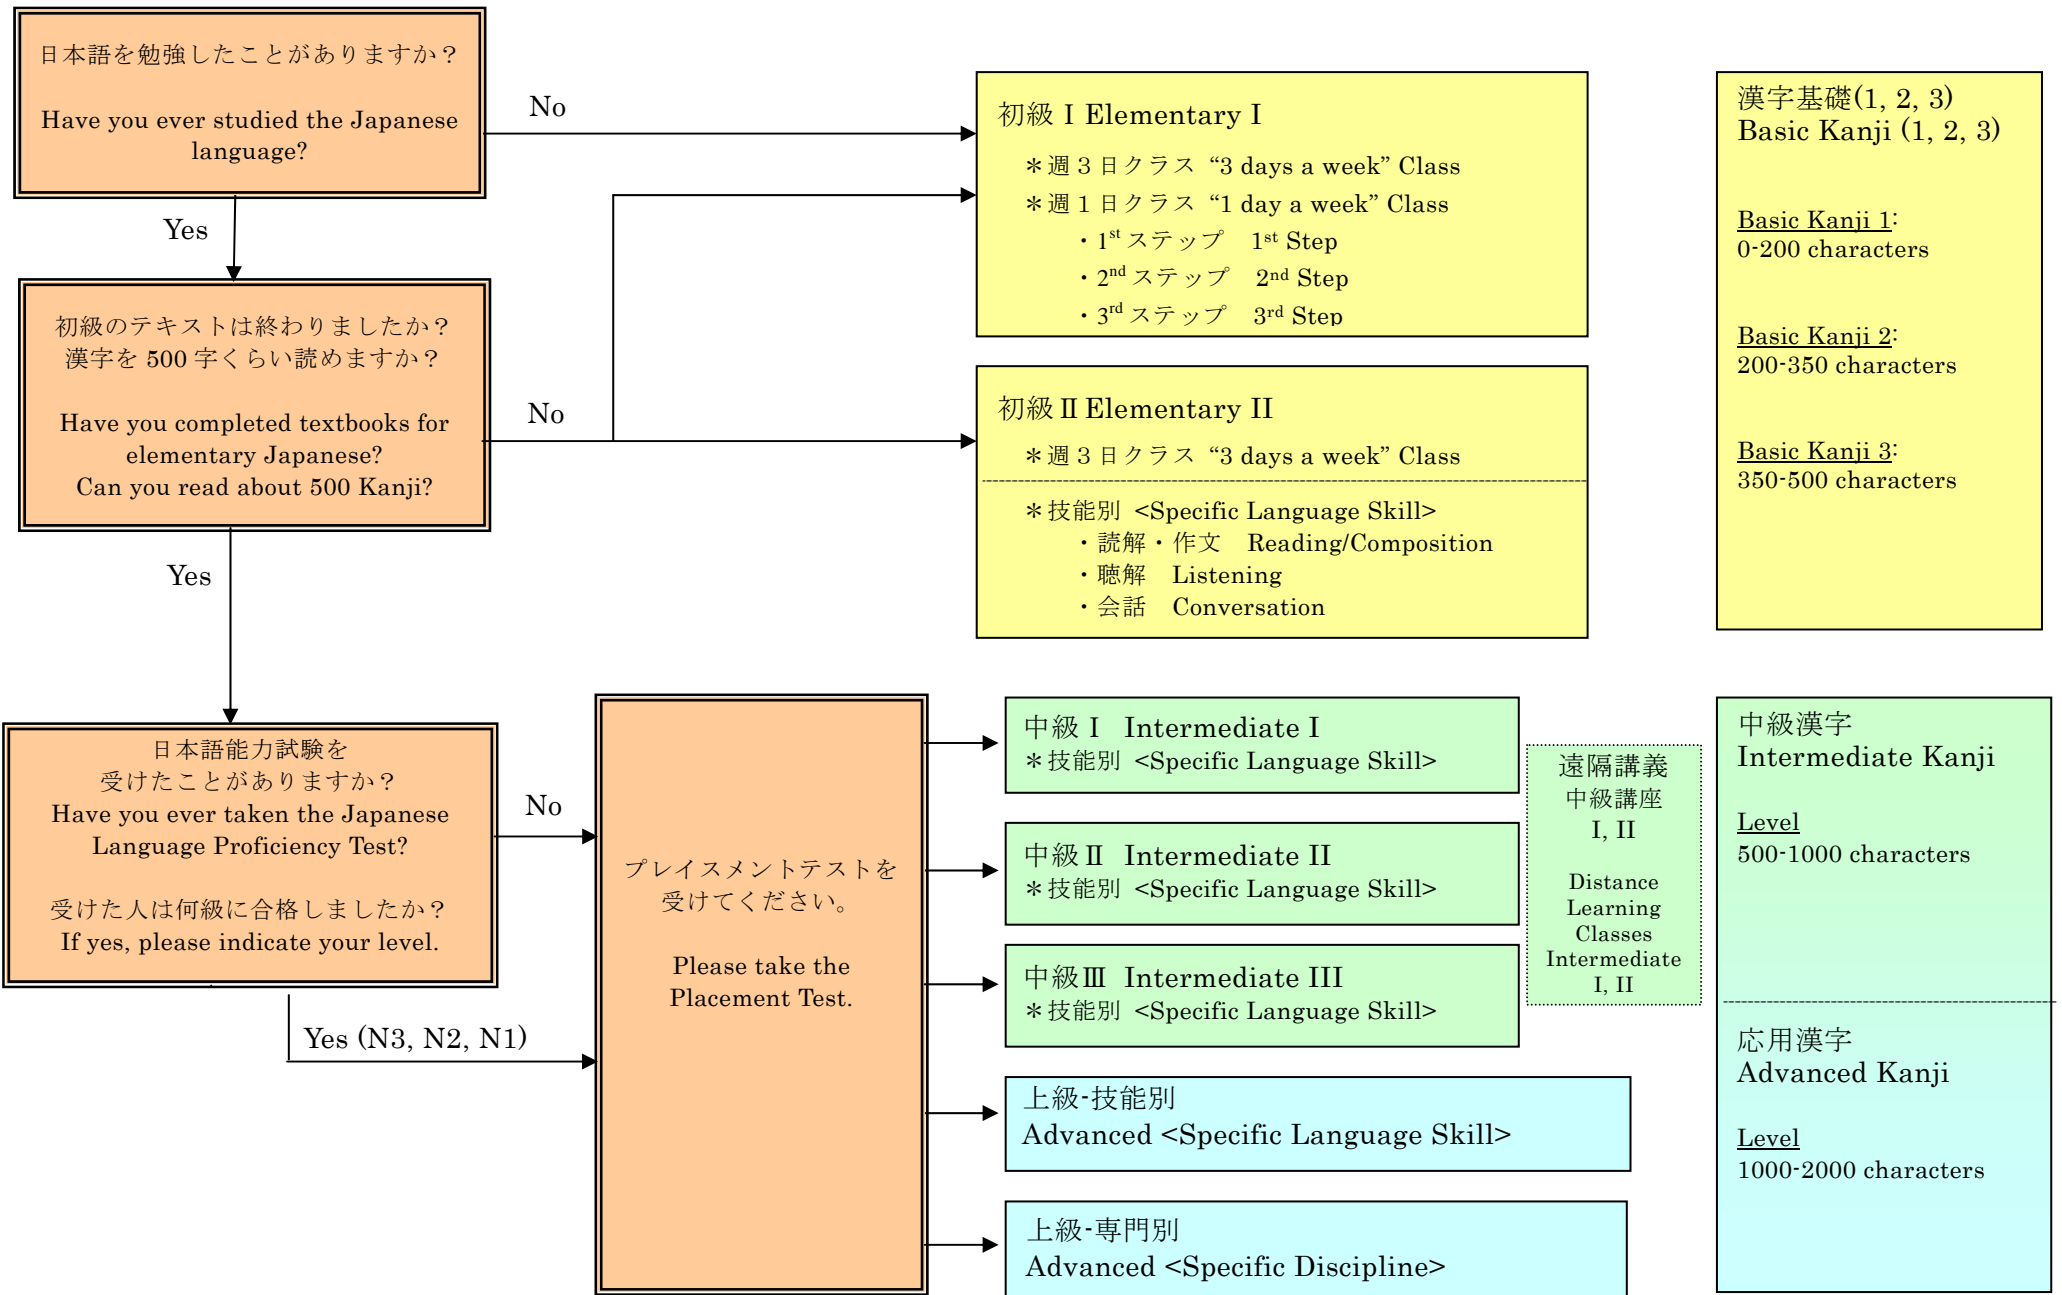 日本語を勉強したことがありますか？
Have you ever studied the Japanese
language?
No
Yes
初級のテキストは終わりましたか？
漢字を 500 字くらい読めますか？
Have you completed textbooks for
elementary Japanese?
Can you read about 500 Kanji?
No
Yes
日本語能力試験を
受けたことがありますか？
Have you ever taken the Japanese
Language Proficiency Test?
受けた人は何級に合格しましたか？
If yes, please indicate your level.
No
Yes (N3, N2, N1)
プレイスメントテストを
受けてください。
Please take the
Placement Test.
初級Ⅰ Elementary I
＊週３日クラス “3 days a week” Class
＊週１日クラス “1 day a week” Class
・1st ステップ 1st Step
・2nd ステップ 2nd Step
・3rd ステップ 3rd Step
初級Ⅱ Elementary II
＊週３日クラス “3 days a week” Class
＊技能別 <Specific Language Skill>
・読解・作文 Reading/Composition
・聴解 Listening
・会話 Conversation
中級Ⅰ Intermediate I
＊技能別 <Specific Language Skill>
中級Ⅱ Intermediate II
＊技能別 <Specific Language Skill>
中級Ⅲ Intermediate III
＊技能別 <Specific Language Skill>
上級-技能別
Advanced <Specific Language Skill>
上級-専門別
Advanced <Specific Discipline>
遠隔講義
中級講座
I, II
Distance
Learning
Classes
Intermediate
I, II
漢字基礎(1, 2, 3)
Basic Kanji (1, 2, 3)
Basic Kanji 1:
0-200 characters
Basic Kanji 2:
200-350 characters
Basic Kanji 3:
350-500 characters
中級漢字
Intermediate Kanji
Level
500-1000 characters
応用漢字
Advanced Kanji
Level
1000-2000 characters